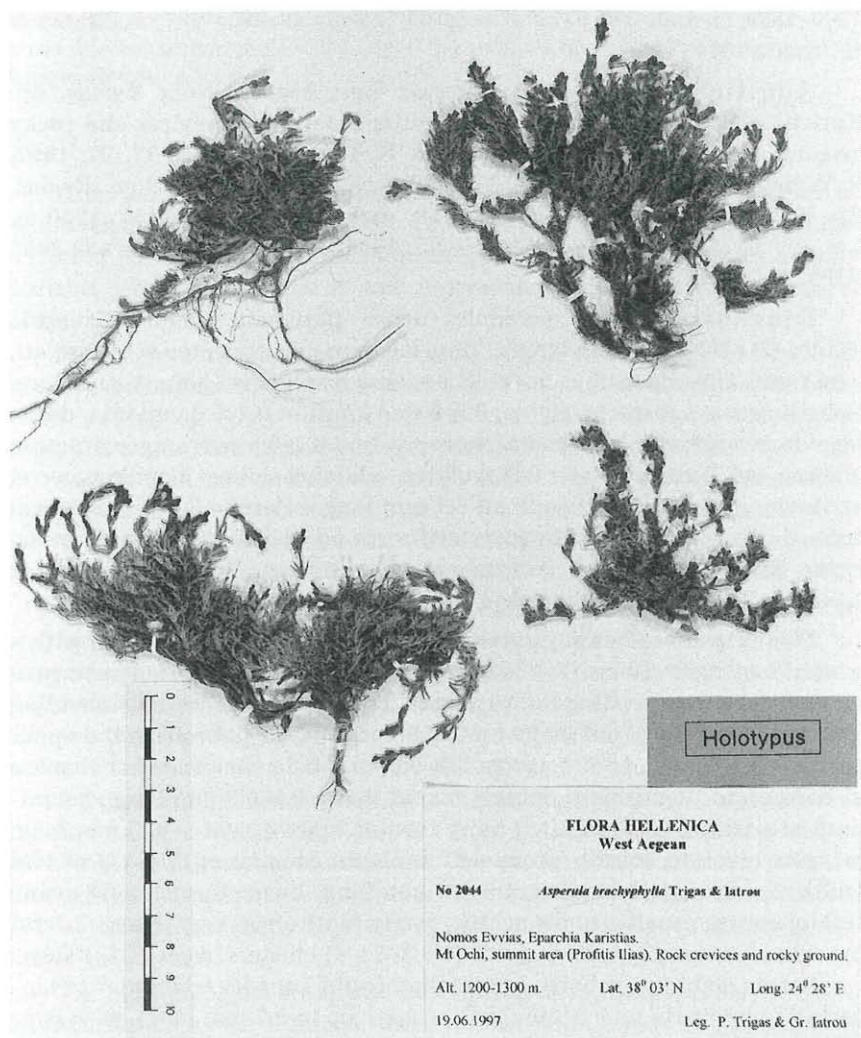 0 1 2 3 4 5 6 7 8 9 10
Holotypus
FLORA HELLENICA
West Aegean
No 2044 Asperula brachyphylla Trigas & Iatrou
Nomos Evvias, Eparchia Karistias.
Mt Ochi, summit area (Profitis Ilias). Rock crevices and rocky ground.
Alt. 1200-1300 m. Lat. 38⁰ 03’ N Long. 24⁰ 28’ E
19.06.1997 Leg. P. Trigas & Gr. Iatrou